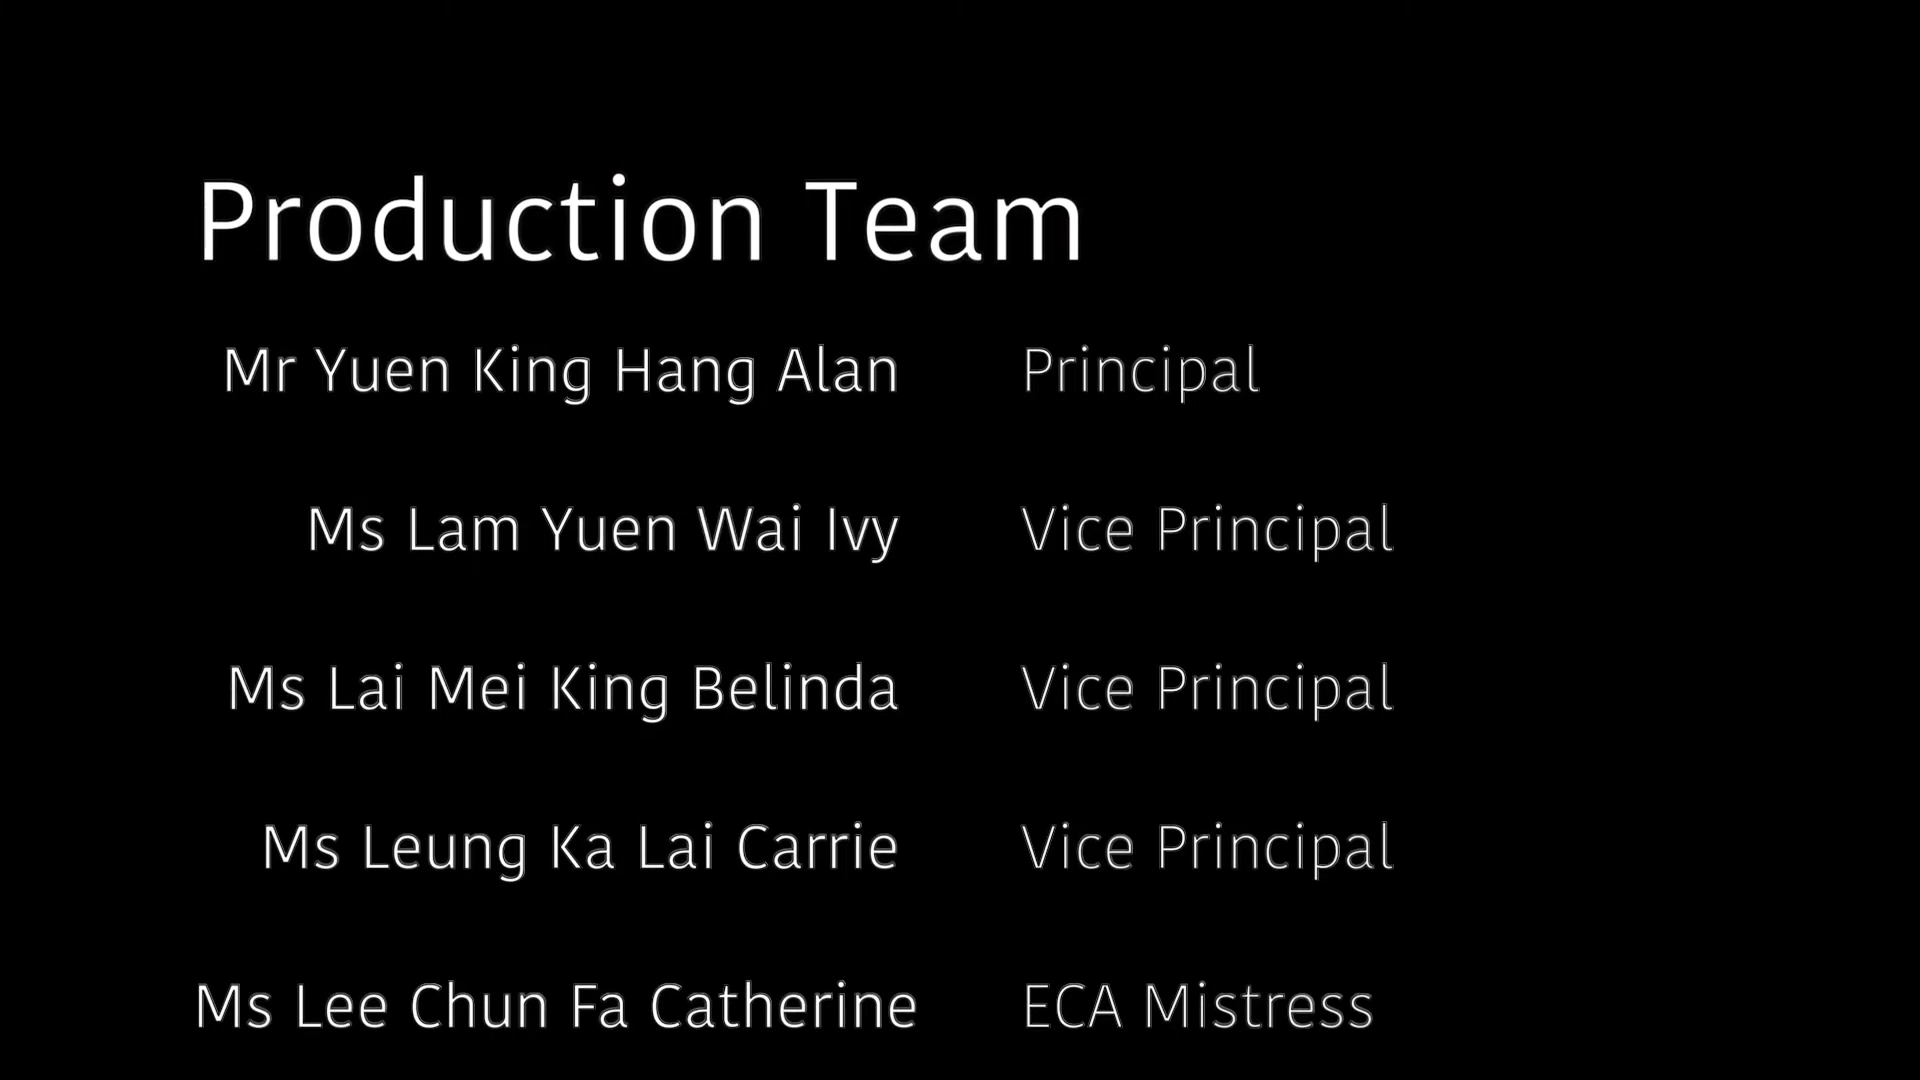 Production Team
Mr Yuen King Hang Alan Principal
Ms Lam Yuen Wai Ivy Vice Principal
Ms Lai Mei King Belinda Vice Principal
Ms Leung Ka Lai Carrie Vice Principal
Ms Lee Chun Fa Catherine ECA Mistress